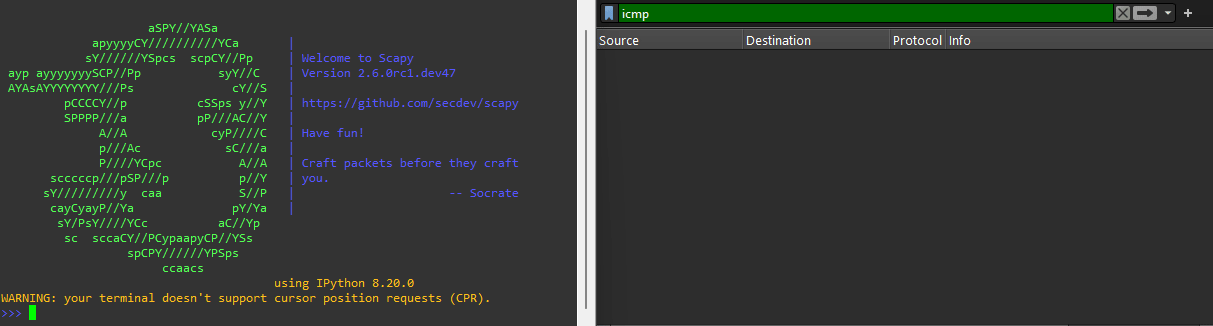 aSPY//YASa
apyyyyCY//////////YCa |
sY//////YSpcs scpCY//Pp | Welcome to Scapy
ayp ayyyyyyySCP//Pp syY//C | Version 2.6.0rc1.dev47
AYAsAYYYYYYYY///Ps cY//S |
pCCCCY//p cSSps y//Y | https://github.com/secdev/scapy
SPPPP///a pP///AC//Y |
A//A cyP////C | Have fun!
p///Ac sC///a |
P////YCpc A//A | Craft packets before they craft
scccccp///pSP///p p//Y | you.
sY/////////y caa S//P | -- Socrate
cayCyayP//Ya pY/Ya |
sY/PsY////YCc aC//Yp
sc sccaCY//PCypaapyCP//YSs
spCPY//////YPSps
ccaacs
using IPython 8.20.0
WARNING: your terminal doesn't support cursor position requests (CPR).
>>>
icmp
Source Destination Protocol Info